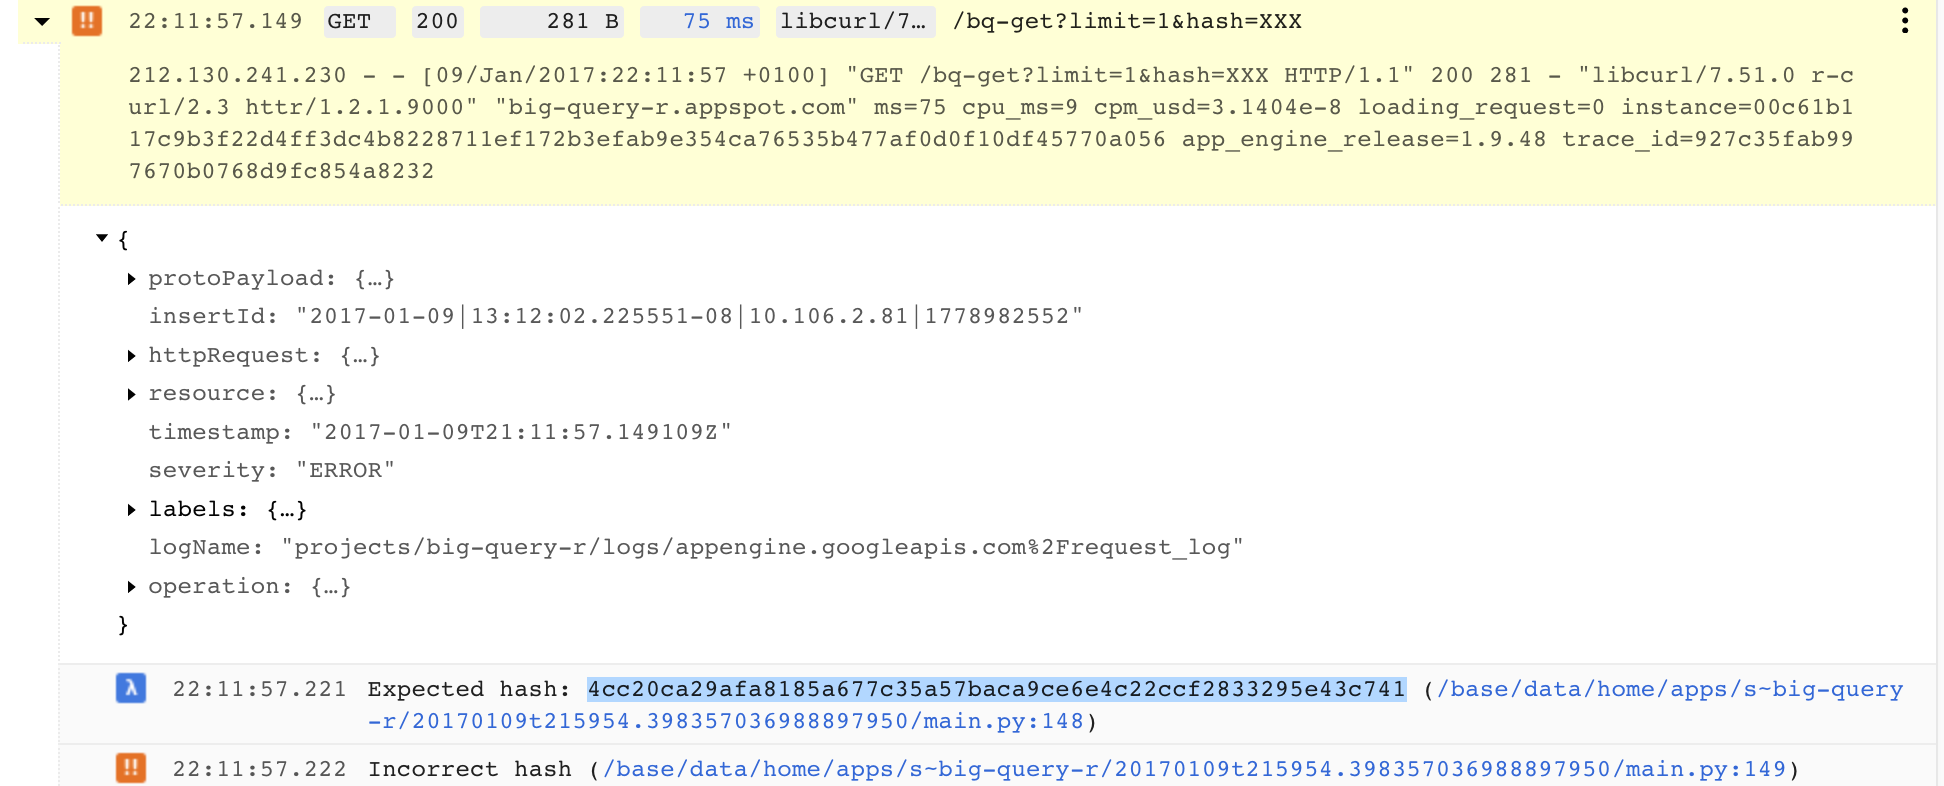 22:11:57.149 GET 200 281 B 75 ms libcurl/7… /bq-get?limit=1&hash=XXX
212.130.241.230 - - [09/Jan/2017:22:11:57 +0100] "GET /bq-get?limit=1&hash=XXX HTTP/1.1" 200 281 - "libcurl/7.51.0 r-c
url/2.3 httr/1.2.1.9000" "big-query-r.appspot.com" ms=75 cpu_ms=9 cpm_usd=3.1404e-8 loading_request=0 instance=00c61b1
17c9b3f22d4ff3dc4b8228711ef172b3efab9e354ca76535b477af0d0f10df45770a056 app_engine_release=1.9.48 trace_id=927c35fab99
7670b0768d9fc854a8232
{
protoPayload: {…}
insertId: "2017-01-09|13:12:02.225551-08|10.106.2.81|1778982552"
httpRequest: {…}
resource: {…}
timestamp: "2017-01-09T21:11:57.149109Z"
severity: "ERROR"
labels: {…}
logName: "projects/big-query-r/logs/appengine.googleapis.com%2Frequest_log"
operation: {…}
}
22:11:57.221 Expected hash: 4cc20ca29afa8185a677c35a57baca9ce6e4c22ccf2833295e43c741 (/base/data/home/apps/s~big-query
-r/20170109t215954.398357036988897950/main.py:148)
22:11:57.222 Incorrect hash (/base/data/home/apps/s~big-query-r/20170109t215954.398357036988897950/main.py:149)